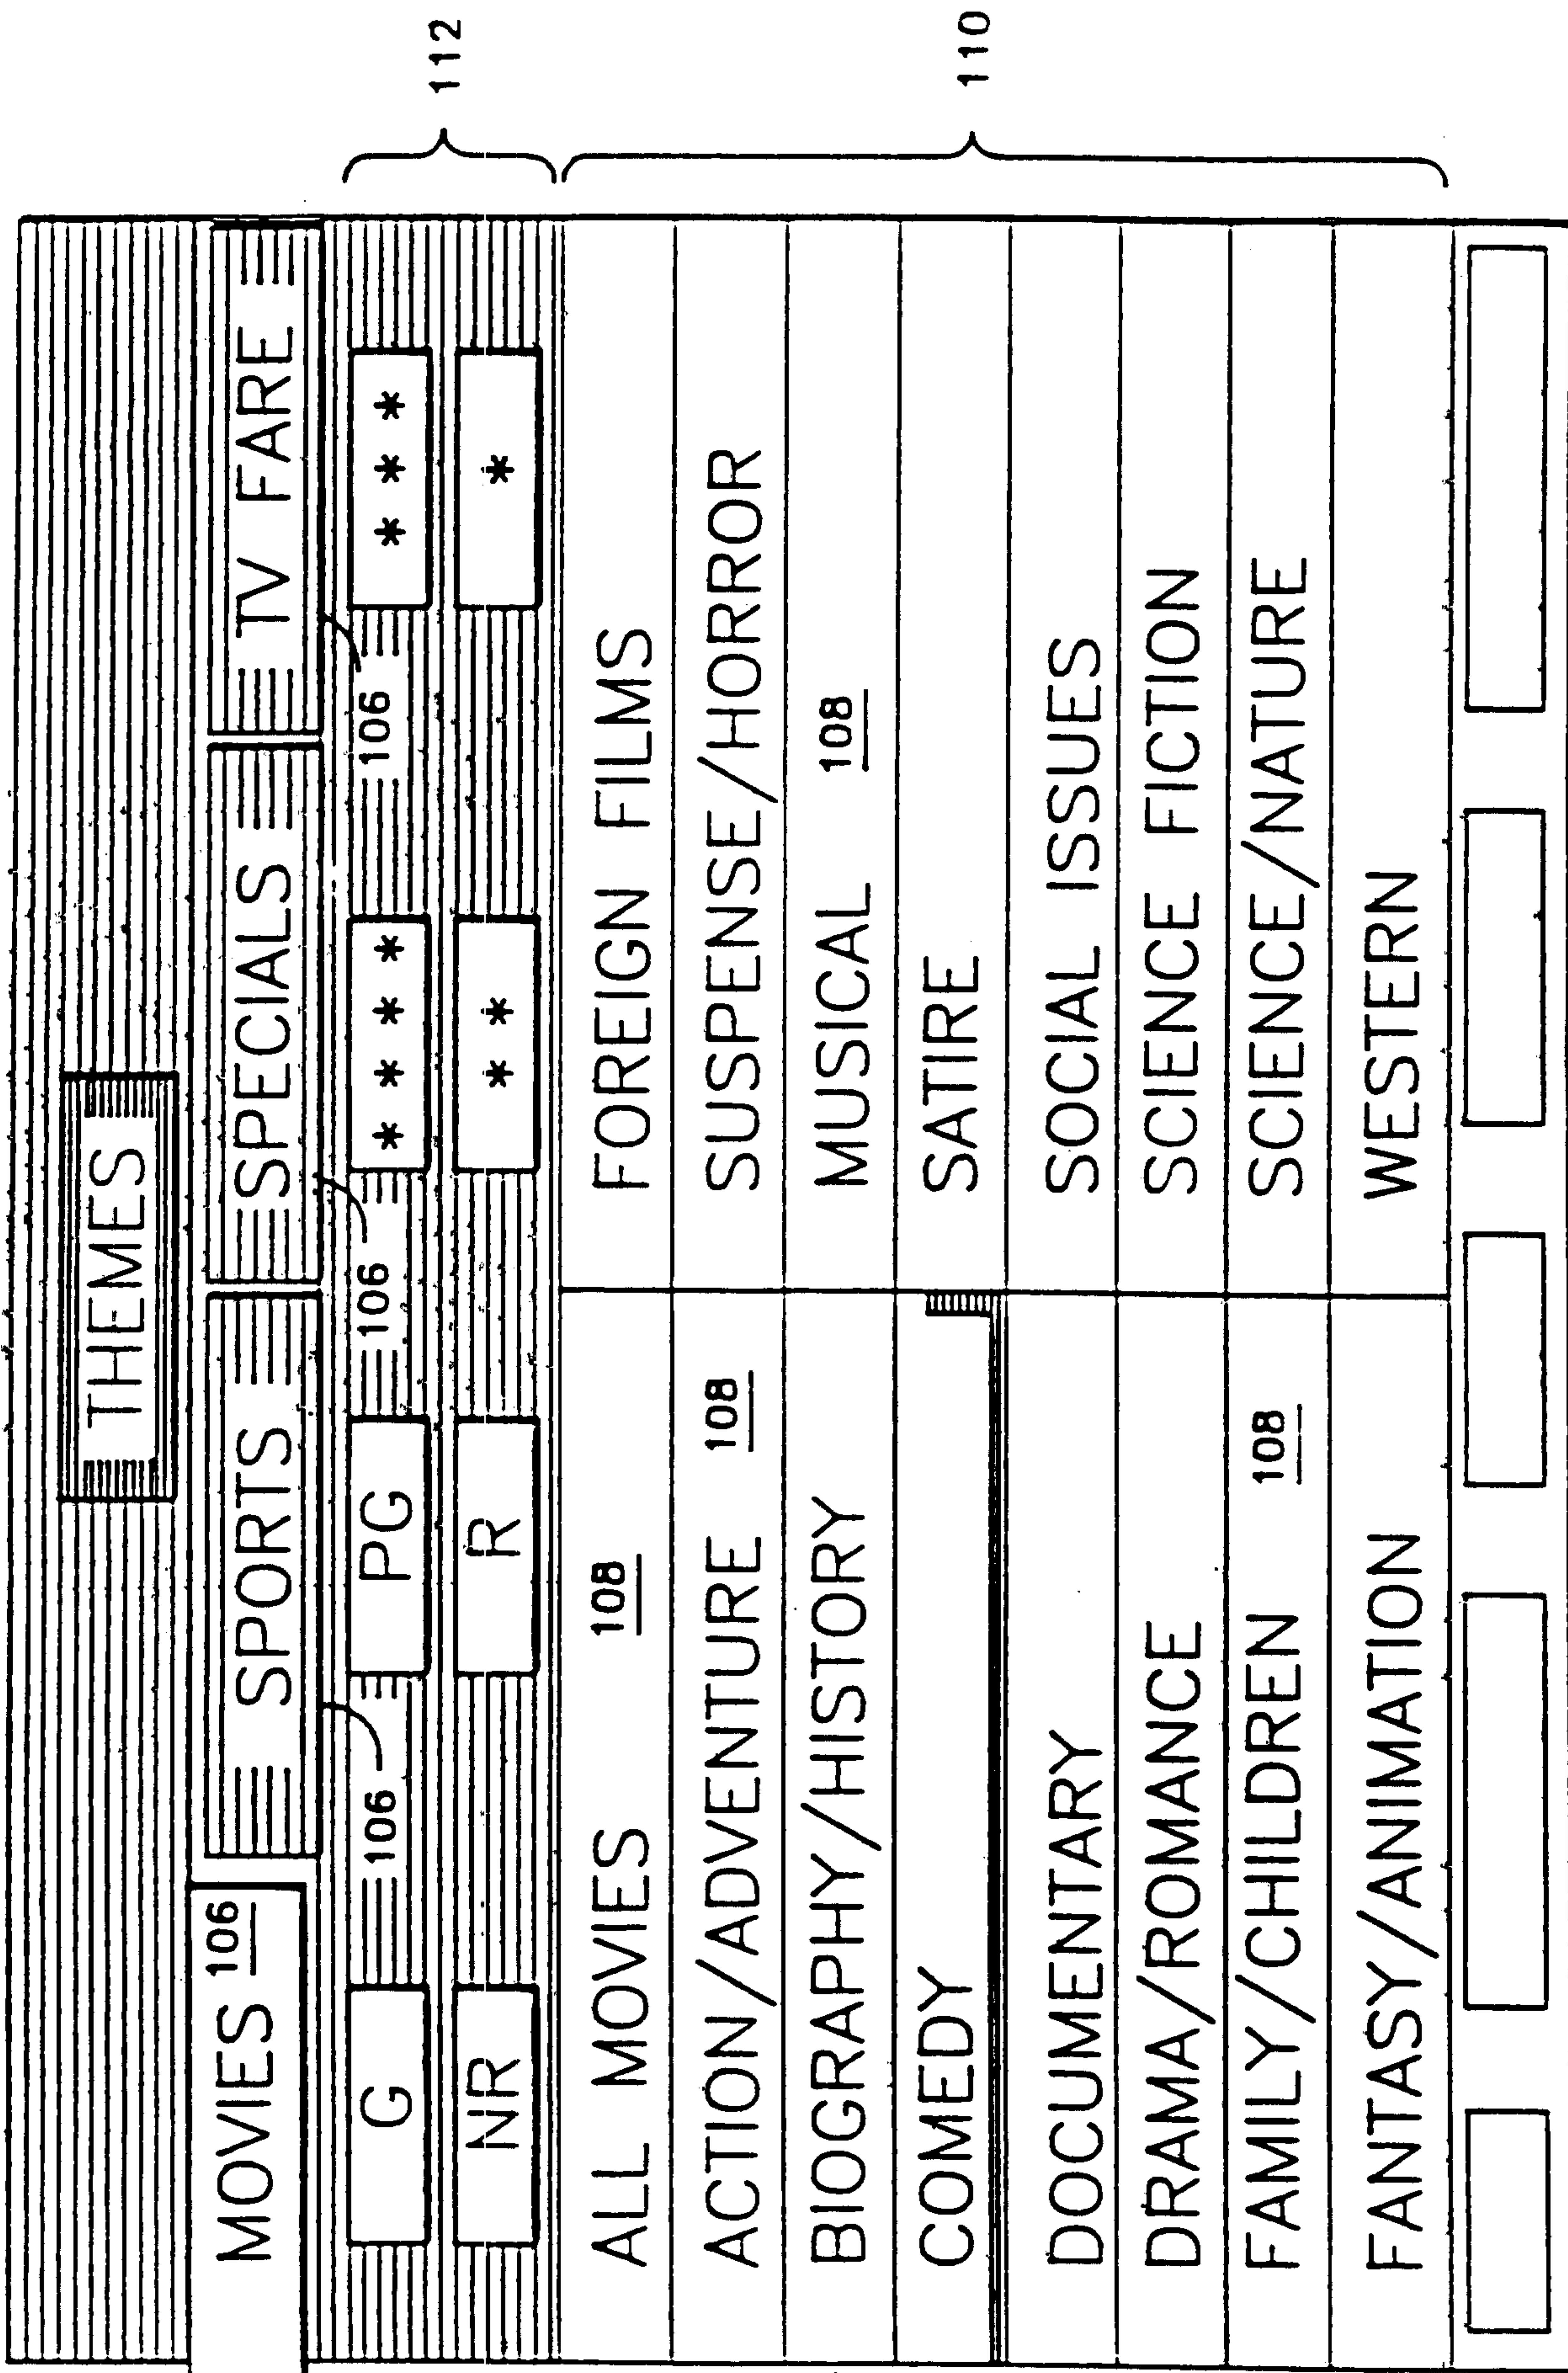 THEMES
MOVIES 106 SPORTS SPECIALS TV FARE
G 106 PG 106 * * * * 106 * * * 112
NR R * * *
ALL MOVIES 108 FOREIGN FILMS
ACTION/ADVENTURE 108 SUSPENSE/HORROR
BIOGRAPHY/HISTORY MUSICAL 108
COMEDY SATIRE
DOCUMENTARY SOCIAL ISSUES 110
DRAMA/ROMANCE SCIENCE FICTION
FAMILY/CHILDREN 108 SCIENCE/NATURE
FANTASY/ANIMATION WESTERN